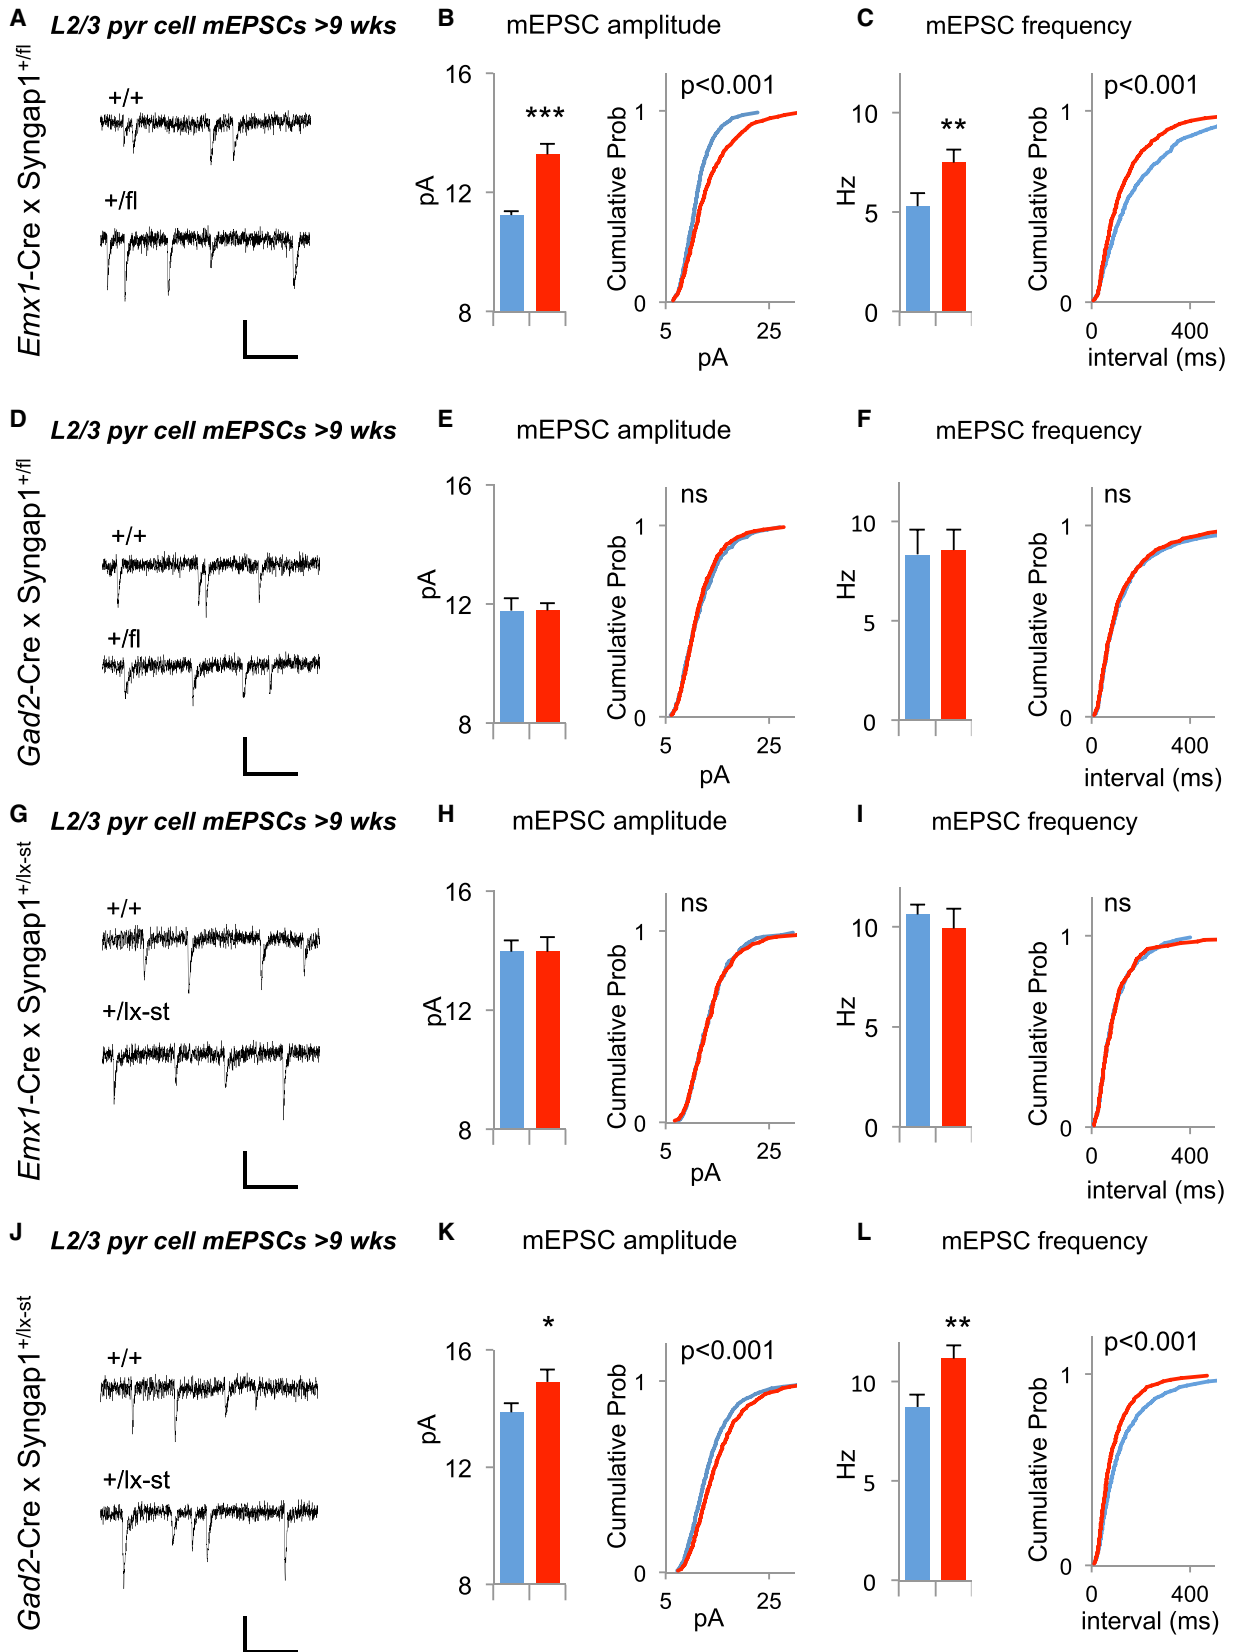 A L2/3 pyr cell mEPSCs >9 wks
Emx1-Cre x Syngap1+/fl
+/+
+/fl
B mEPSC amplitude
16
12
8
pA
***
p<0.001
Cumulative Prob
1
0
5 25
pA
C mEPSC frequency
10
5
0
Hz
**
p<0.001
Cumulative Prob
1
0
0 400
interval (ms)
D L2/3 pyr cell mEPSCs >9 wks
Gad2-Cre x Syngap1+/fl
+/+
+/fl
E mEPSC amplitude
16
12
8
pA
ns
Cumulative Prob
1
0
5 25
pA
F mEPSC frequency
10
5
0
Hz
ns
Cumulative Prob
1
0
0 400
interval (ms)
G L2/3 pyr cell mEPSCs >9 wks
Emx1-Cre x Syngap1+/lx-st
+/+
+/lx-st
H mEPSC amplitude
16
12
8
pA
ns
Cumulative Prob
1
0
5 25
pA
I mEPSC frequency
10
5
0
Hz
ns
Cumulative Prob
1
0
0 400
interval (ms)
J L2/3 pyr cell mEPSCs >9 wks
Gad2-Cre x Syngap1+/lx-st
+/+
+/lx-st
K mEPSC amplitude
16
12
8
pA
*
p<0.001
Cumulative Prob
1
0
5 25
pA
L mEPSC frequency
10
5
0
Hz
**
p<0.001
Cumulative Prob
1
0
0 400
interval (ms)